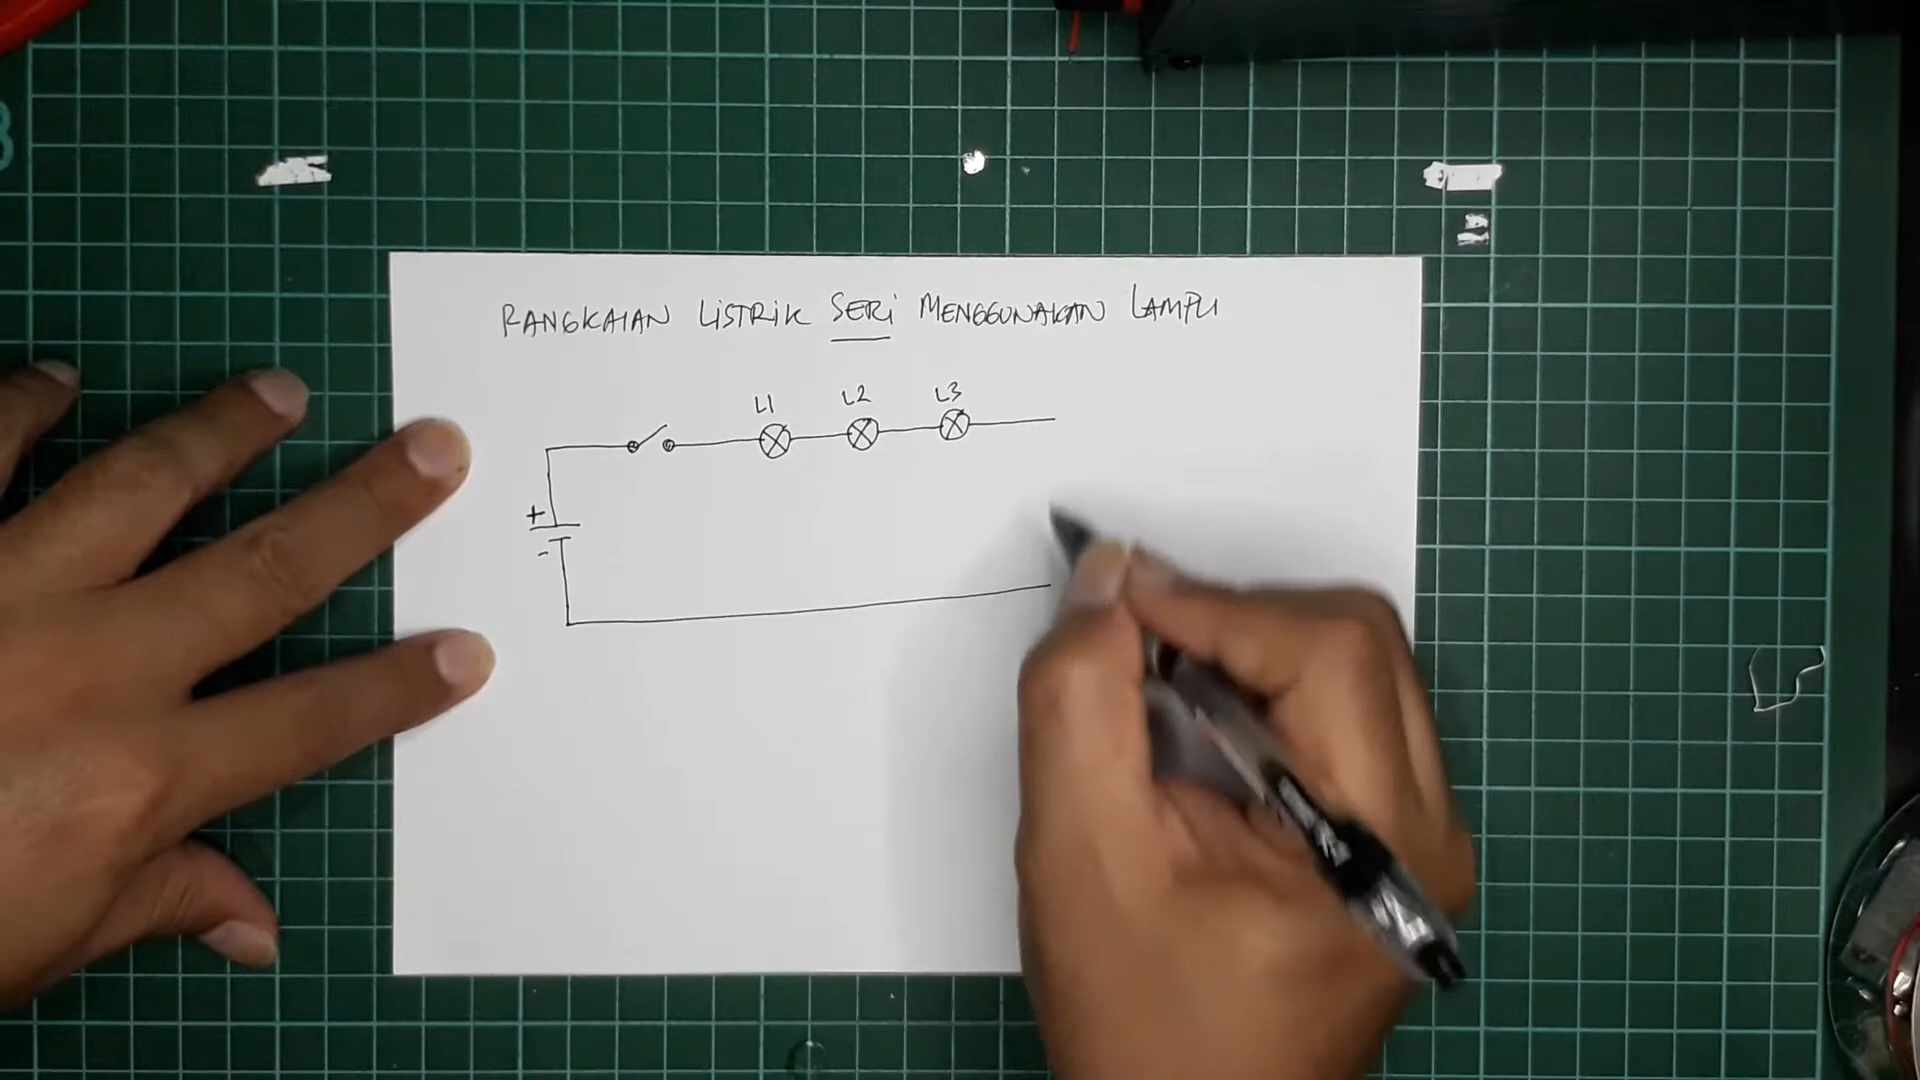 RANGKAIAN LISTRIK SERI MENGGUNAKAN LAMPU
L1 L2 L3
+
-